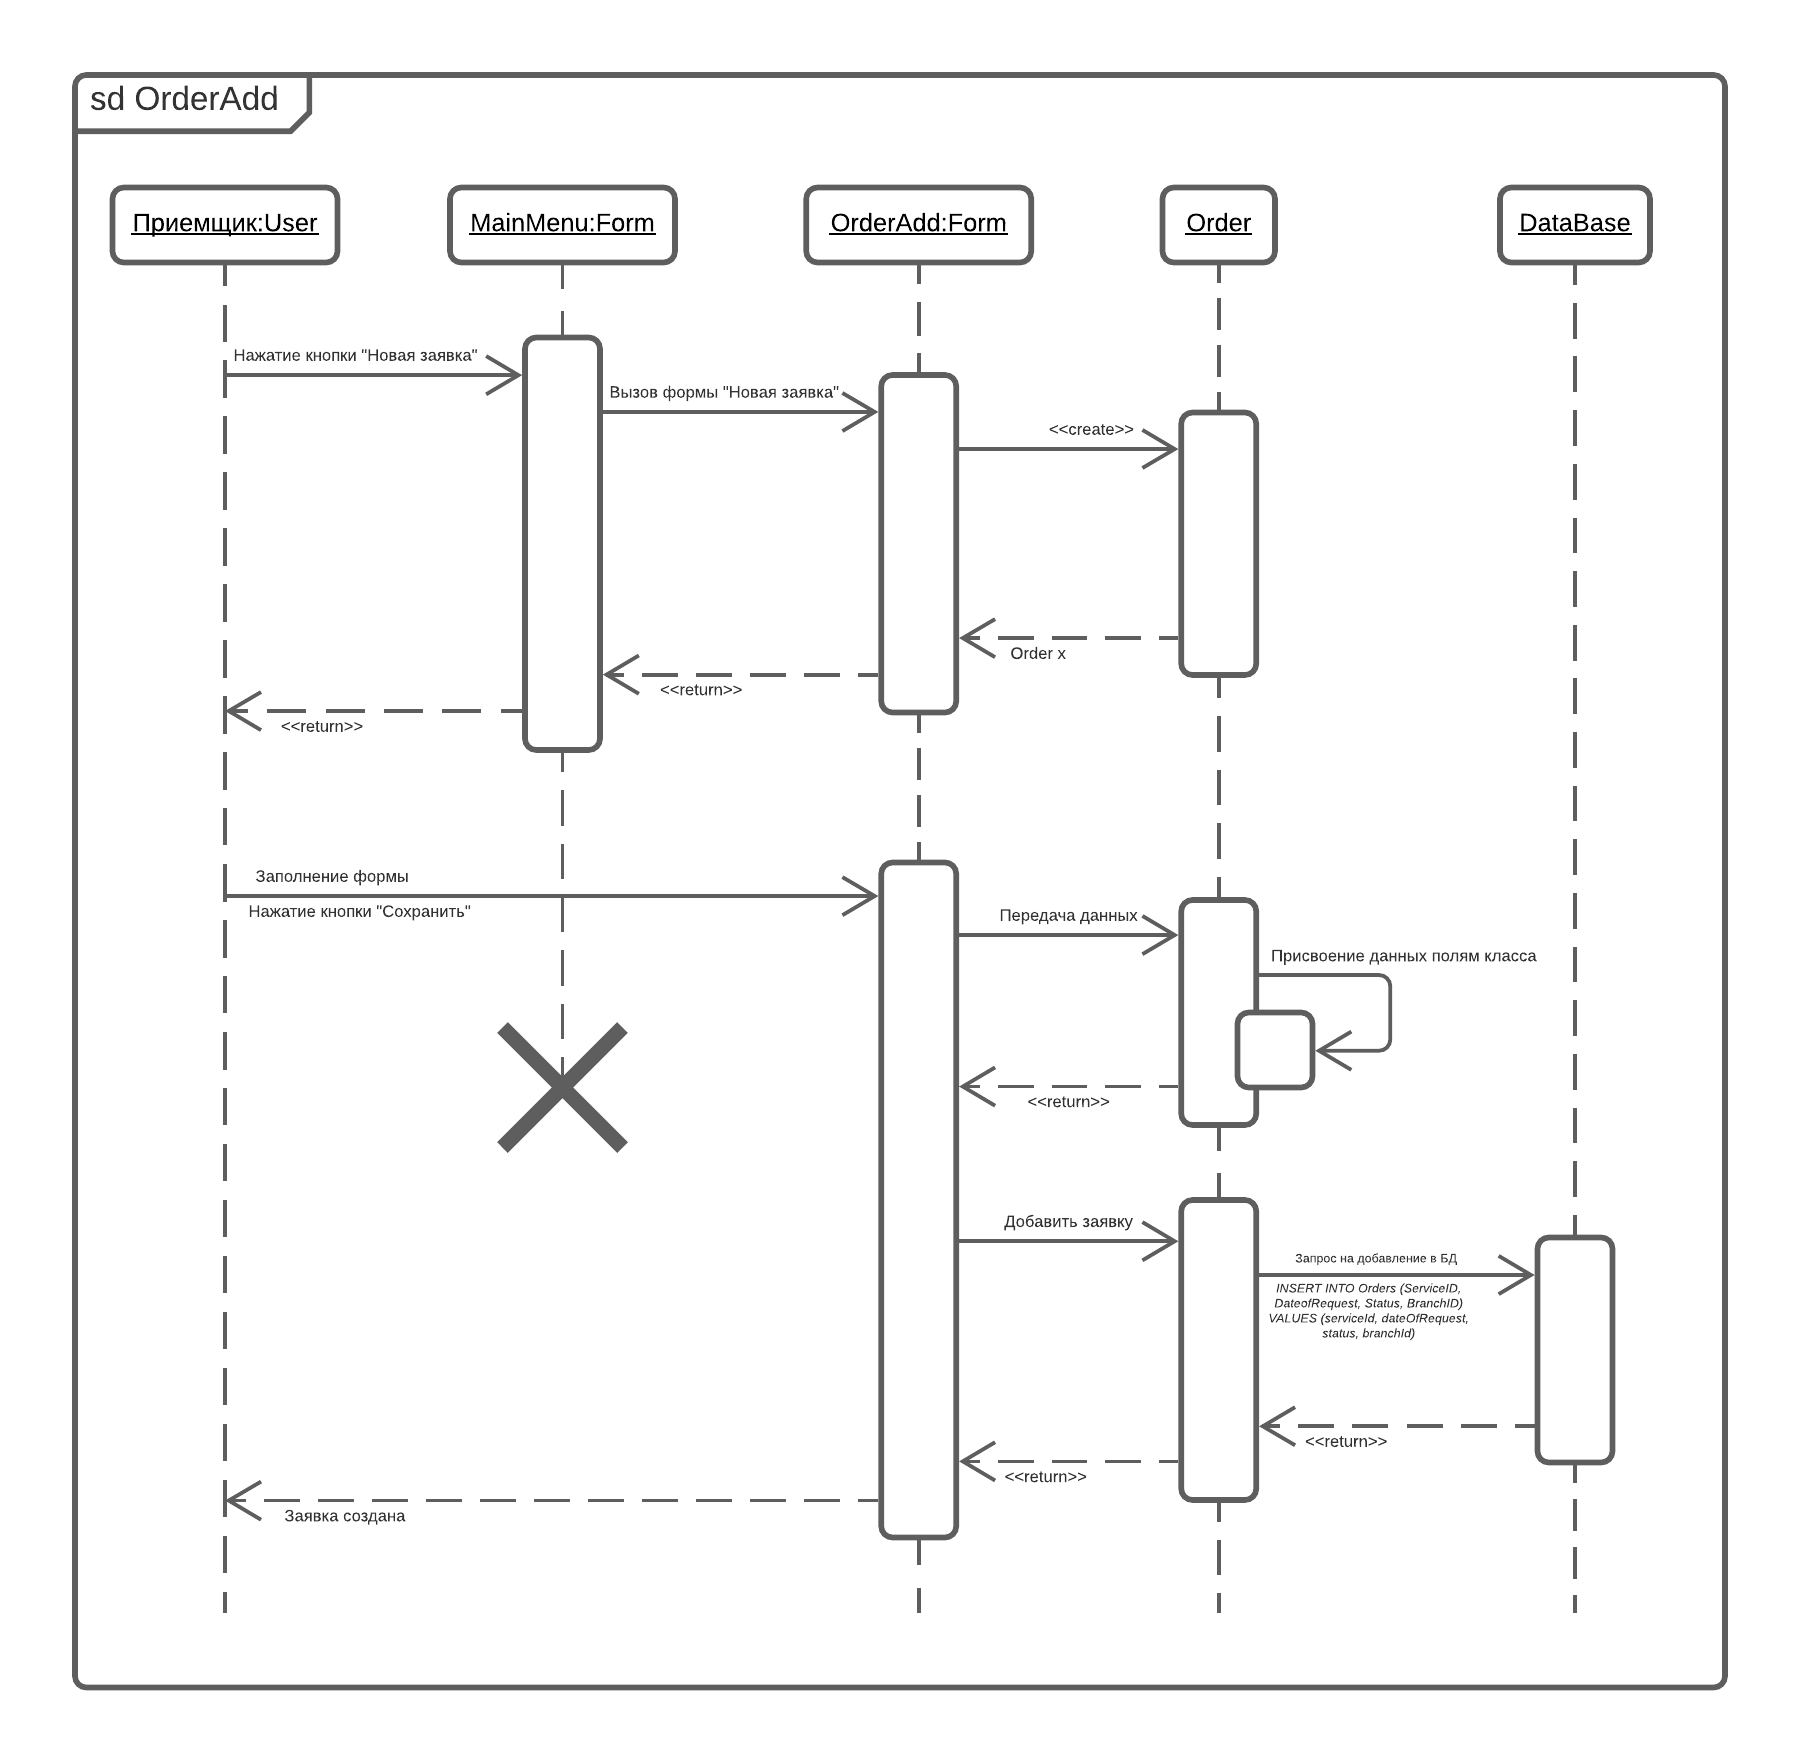 sd OrderAdd
Приемщик:User
MainMenu:Form
OrderAdd:Form
Order
DataBase
Нажатие кнопки "Новая заявка"
Вызов формы "Новая заявка"
<<create>>
Order x
<<return>>
<<return>>
Заполнение формы
Нажатие кнопки "Сохранить"
Передача данных
Присвоение данных полям класса
<<return>>
Добавить заявку
Запрос на добавление в БД
INSERT INTO Orders (ServiceID,
DateofRequest, Status, BranchID)
VALUES (serviceId, dateOfRequest,
status, branchId)
<<return>>
<<return>>
Заявка создана